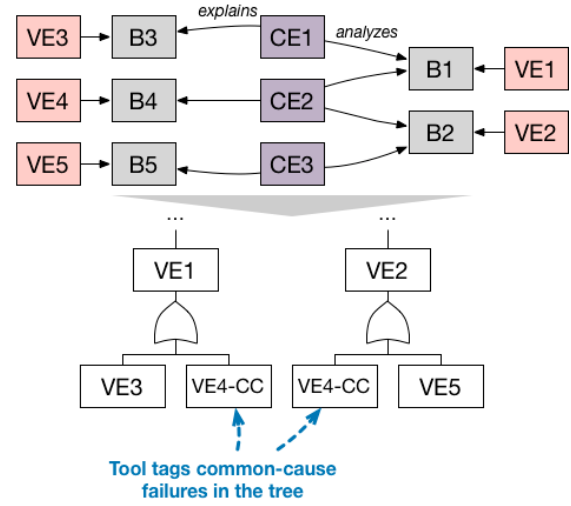 explains
analyzes
VE3 B3 CE1
B1 VE1
VE4 B4 CE2
B2 VE2
VE5 B5 CE3
... ...
VE1 VE2
VE3 VE4-CC VE4-CC VE5
Tool tags common-cause
failures in the tree